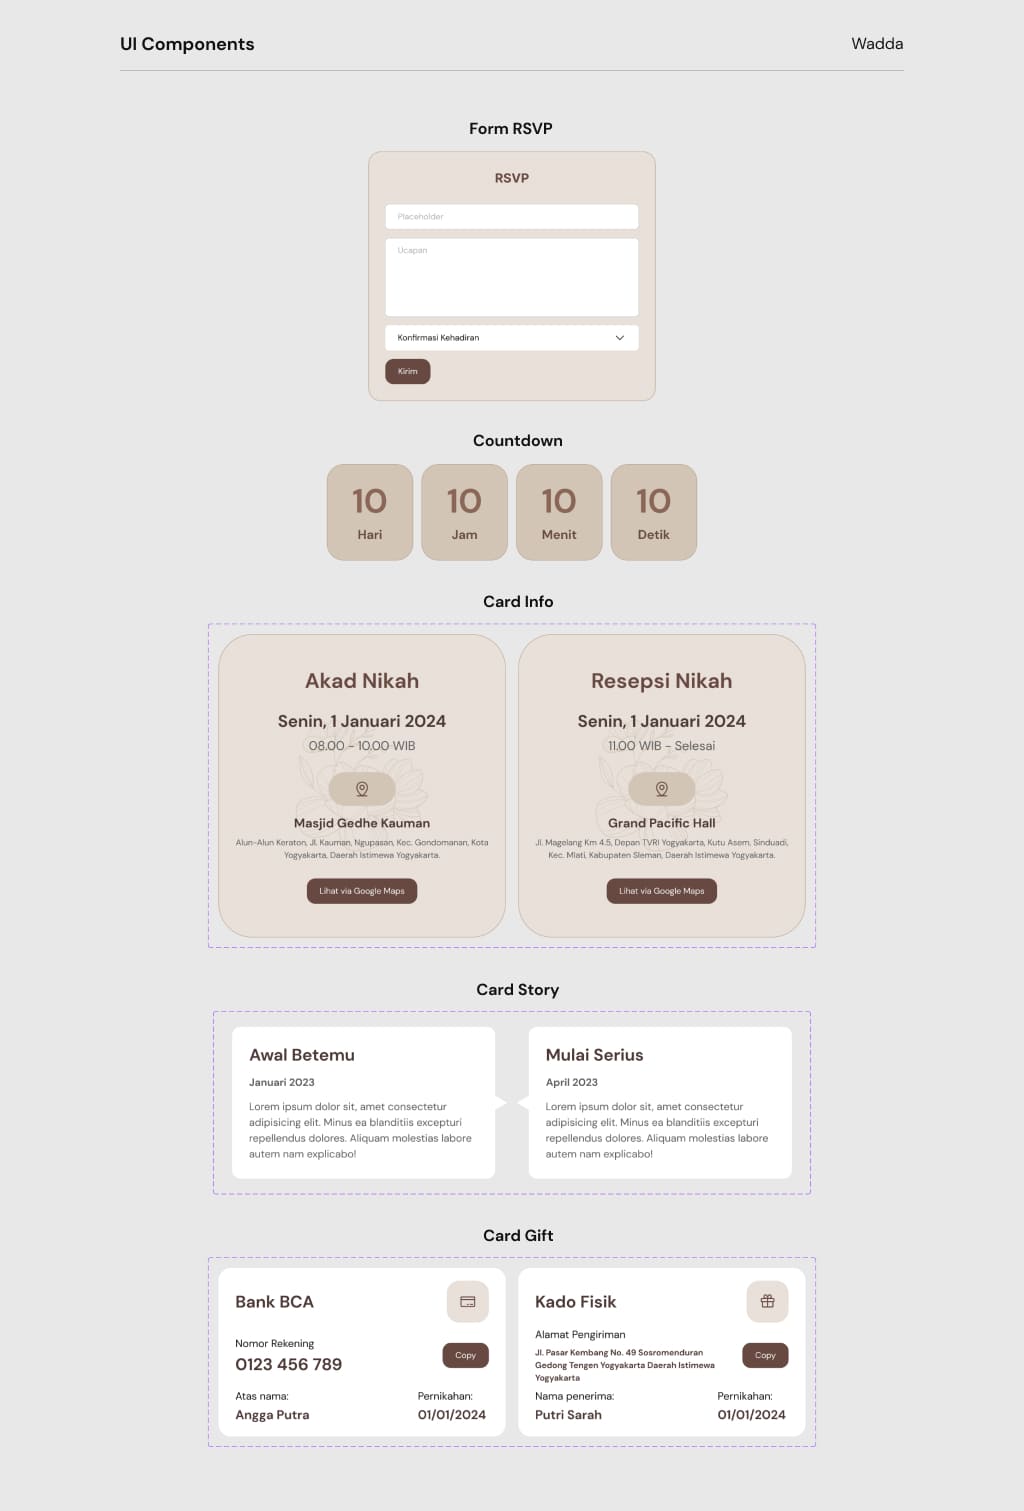 UI Components
Wadda
Form RSVP
RSVP
Placeholder
Ucapan
Konfirmasi Kehadiran
Kirim
Countdown
10
Hari
10
Jam
10
Menit
10
Detik
Card Info
Akad Nikah
Senin, 1 Januari 2024
08.00 - 10.00 WIB
Masjid Gedhe Kauman
Alun-Alun Keraton, Jl. Kauman, Ngupasan, Kec. Gondomanan, Kota
Yogyakarta, Daerah Istimewa Yogyakarta.
Lihat via Google Maps
Resepsi Nikah
Senin, 1 Januari 2024
11.00 WIB - Selesai
Grand Pacific Hall
Jl. Magelang Km 4.5, Depan TVRI Yogyakarta, Kutu Asem, Sinduadi,
Kec. Mlati, Kabupaten Sleman, Daerah Istimewa Yogyakarta.
Lihat via Google Maps
Card Story
Awal Betemu
Januari 2023
Lorem ipsum dolor sit, amet consectetur
adipisicing elit. Minus ea blanditiis excepturi
repellendus dolores. Aliquam molestias labore
autem nam explicabo!
Mulai Serius
April 2023
Lorem ipsum dolor sit, amet consectetur
adipisicing elit. Minus ea blanditiis excepturi
repellendus dolores. Aliquam molestias labore
autem nam explicabo!
Card Gift
Bank BCA
Nomor Rekening
0123 456 789
Copy
Atas nama:
Angga Putra
Pernikahan:
01/01/2024
Kado Fisik
Alamat Pengiriman
Jl. Pasar Kembang No. 49 Sosromenduran
Gedong Tengen Yogyakarta Daerah Istimewa
Yogyakarta
Copy
Nama penerima:
Putri Sarah
Pernikahan:
01/01/2024